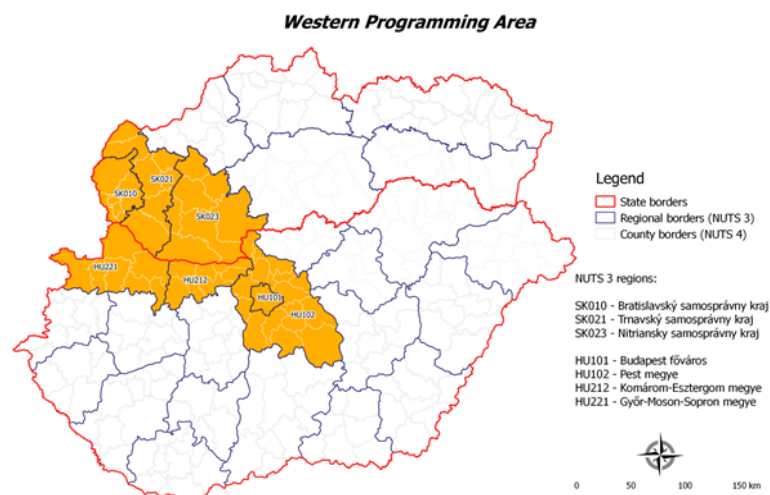 Western Programming Area
SK021
SK010
SK023
HU221
HU212
HU101
HU102
Legend
State borders
Regional borders (NUTS 3)
County borders (NUTS 4)
NUTS 3 regions:
SK010 - Bratislavský samosprávny kraj
SK021 - Trnavský samosprávny kraj
SK023 - Nitriansky samosprávny kraj
HU101 - Budapest főváros
HU102 - Pest megye
HU212 - Komárom-Esztergom megye
HU221 - Győr-Moson-Sopron megye
0 50 100 150 km